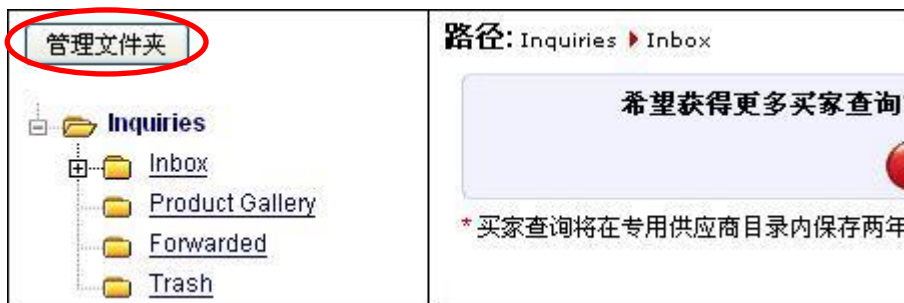 管理文件夹
Inquiries
Inbox
Product Gallery
Forwarded
Trash
路径: Inquiries Inbox
希望获得更多买家查询
* 买家查询将在专用供应商目录内保存两年